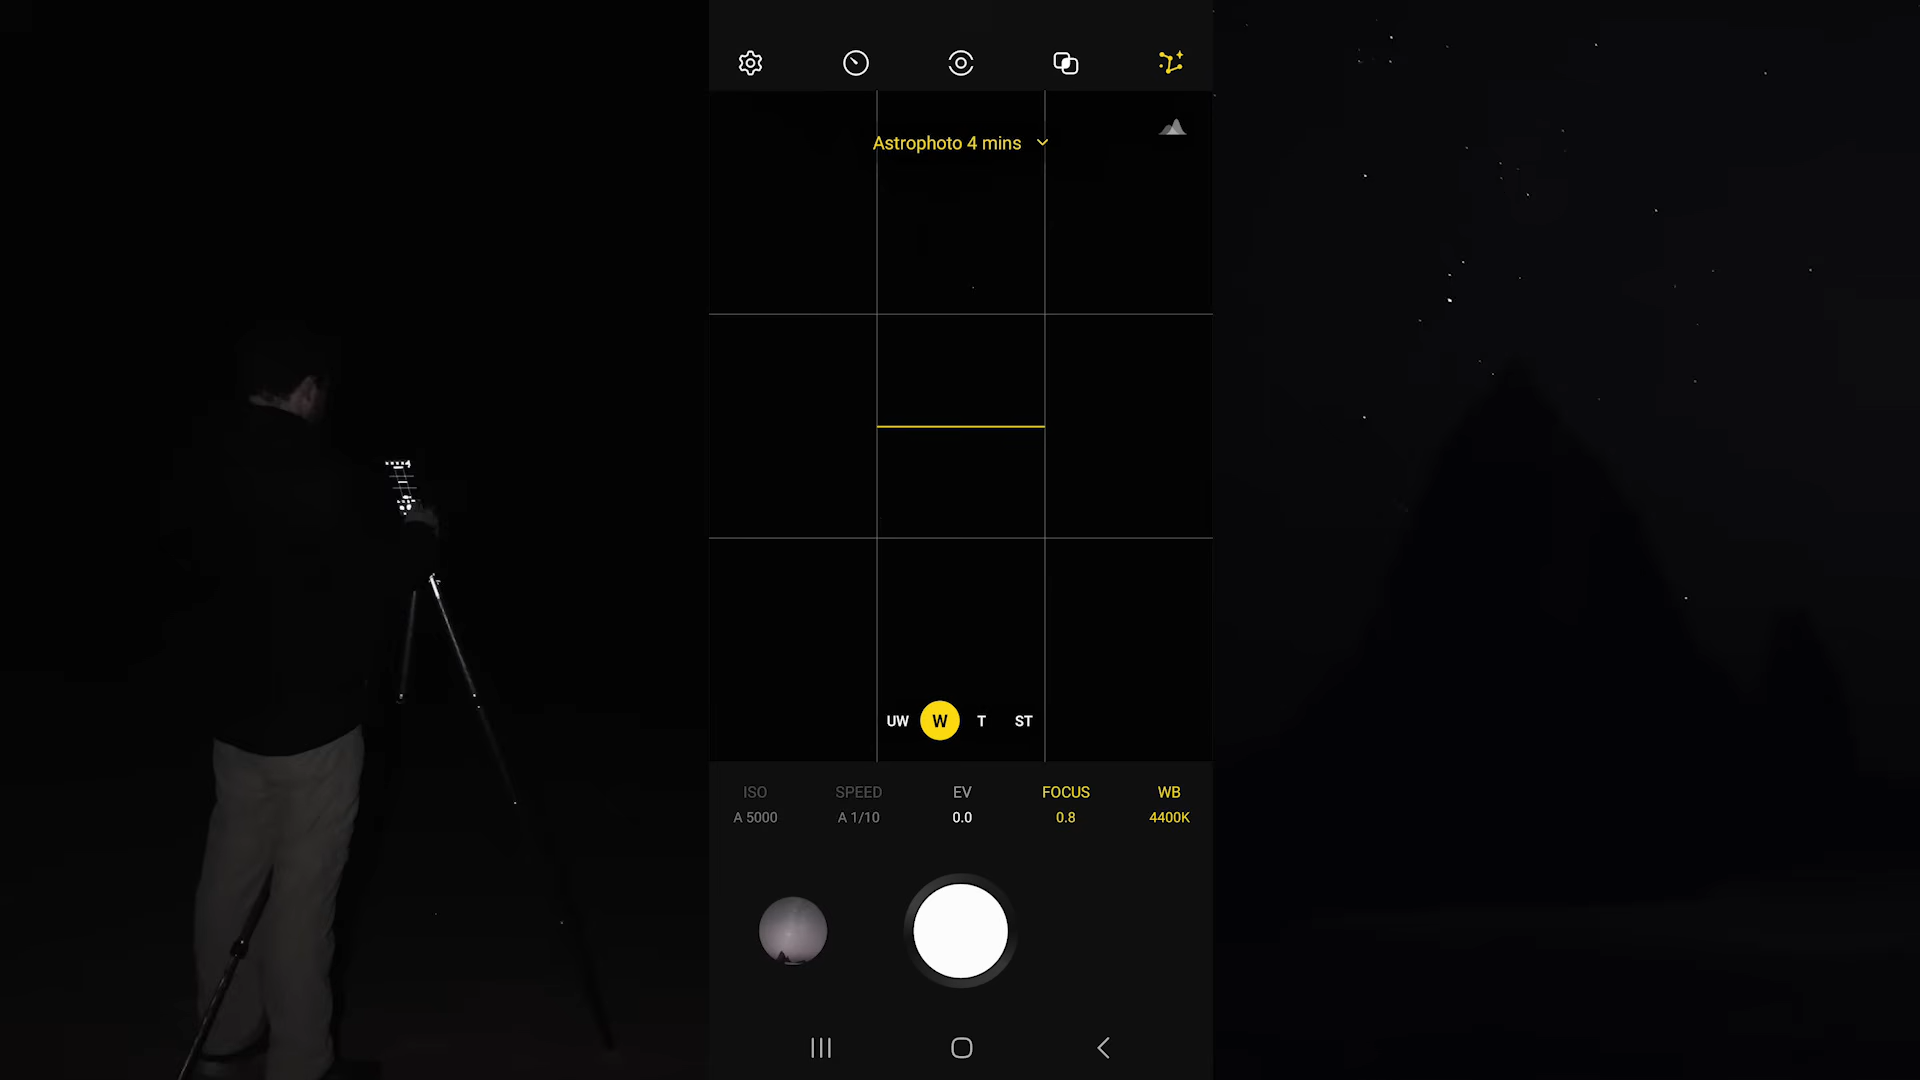 Astrophoto 4 mins
UW W T ST
ISO SPEED EV FOCUS WB
A 5000 A 1/10 0.0 0.8 4400K